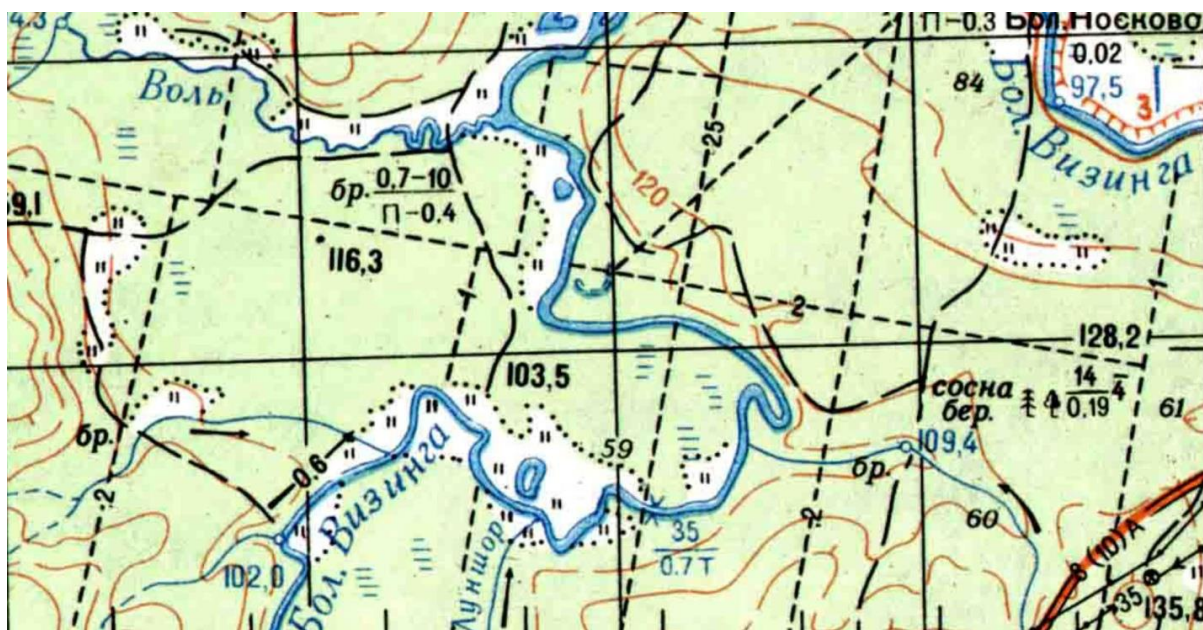 4.3
П-0.3 Бол. Носково
0.02
97,5
3
84
Воль
Бол. Визинга
25
120
бр. 0,7-10
П-0.4
9,1
116,3
1
2
128,2
103,5
сосна
бер.
14
0.19
4
61
бр.
59
109,4
0,6
бр.
2
Бол. Визинга
35
0.7 Т
60
2
8 (10) А
102,0
Луншор
35
135,8